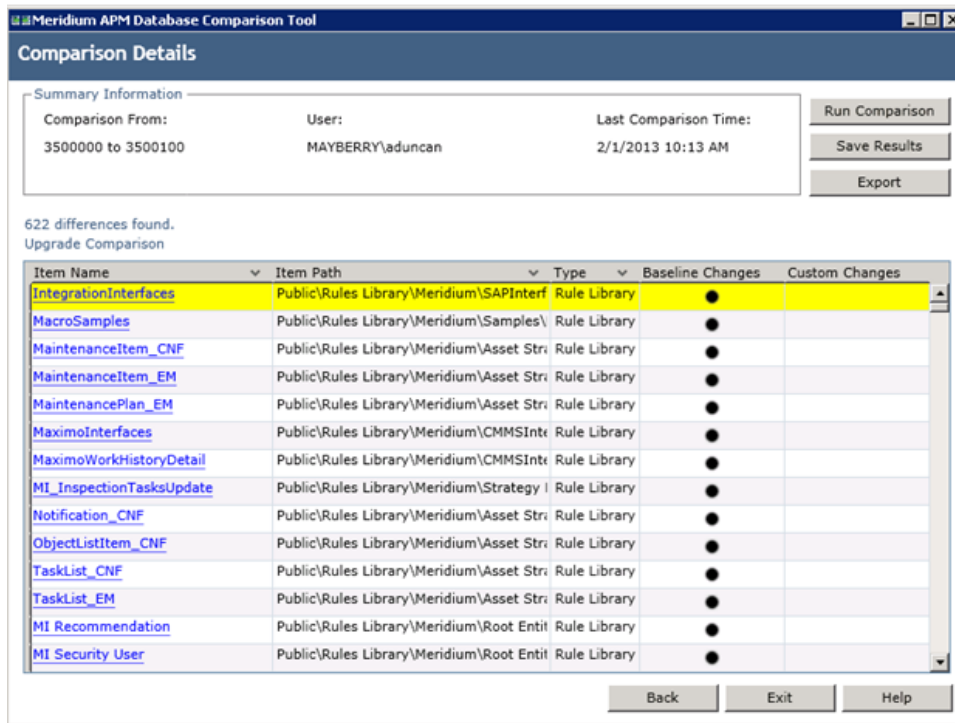 Meridium APM Database Comparison Tool
Comparison Details
Summary Information
Comparison From: User: Last Comparison Time:
3500000 to 3500100 MAYBERRY\aduncan 2/1/2013 10:13 AM
Run Comparison
Save Results
Export
622 differences found.
Upgrade Comparison
Item Name Item Path Type Baseline Changes Custom Changes
IntegrationInterfaces Public\Rules Library\Meridium\SAPInterf Rule Library
MacroSamples Public\Rules Library\Meridium\Samples\ Rule Library
MaintenanceItem_CNF Public\Rules Library\Meridium\Asset Stra Rule Library
MaintenanceItem_EM Public\Rules Library\Meridium\Asset Stra Rule Library
MaintenancePlan_EM Public\Rules Library\Meridium\Asset Stra Rule Library
MaximoInterfaces Public\Rules Library\Meridium\CMMSInte Rule Library
MaximoWorkHistoryDetail Public\Rules Library\Meridium\CMMSInte Rule Library
MI_InspectionTasksUpdate Public\Rules Library\Meridium\Strategy Rule Library
Notification_CNF Public\Rules Library\Meridium\Asset Stra Rule Library
ObjectListItem_CNF Public\Rules Library\Meridium\Asset Stra Rule Library
TaskList_CNF Public\Rules Library\Meridium\Asset Stra Rule Library
TaskList_EM Public\Rules Library\Meridium\Asset Stra Rule Library
MI Recommendation Public\Rules Library\Meridium\Root Entit Rule Library
MI Security User Public\Rules Library\Meridium\Root Entit Rule Library
Back Exit Help